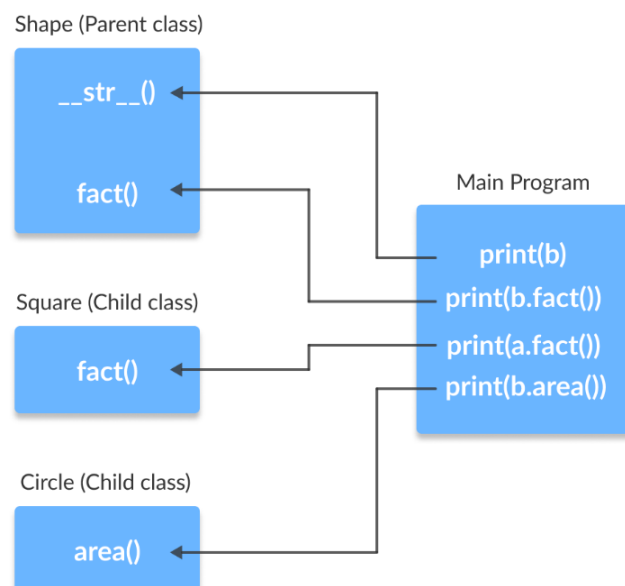 Shape (Parent class)
__str__()
fact()
Square (Child class)
fact()
Circle (Child class)
area()
Main Program
print(b)
print(b.fact())
print(a.fact())
print(b.area())